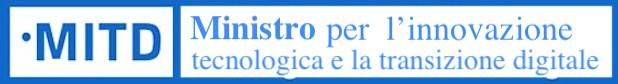 ·MITD
Ministro per l’innovazione
tecnologica e la transizione digitale